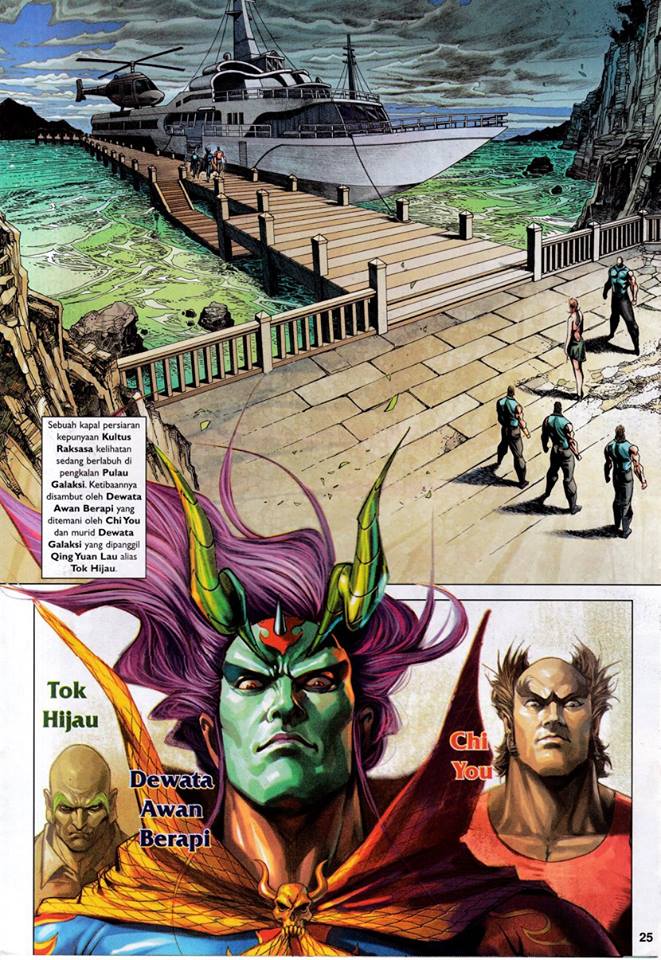 Sebuah kapal persiaran
kepunyaan Kultus
Raksasa kelihatan
sedang berlabuh di
pengkalan Pulau
Galaksi. Ketibaannya
disambut oleh Dewata
Awan Berapi yang
ditemani oleh Chi You
dan murid Dewata
Galaksi yang dipanggil
Qing Yuan Lau alias
Tok Hijau.
Tok
Hijau
Dewata
Awan
Berapi
Chi
You
25